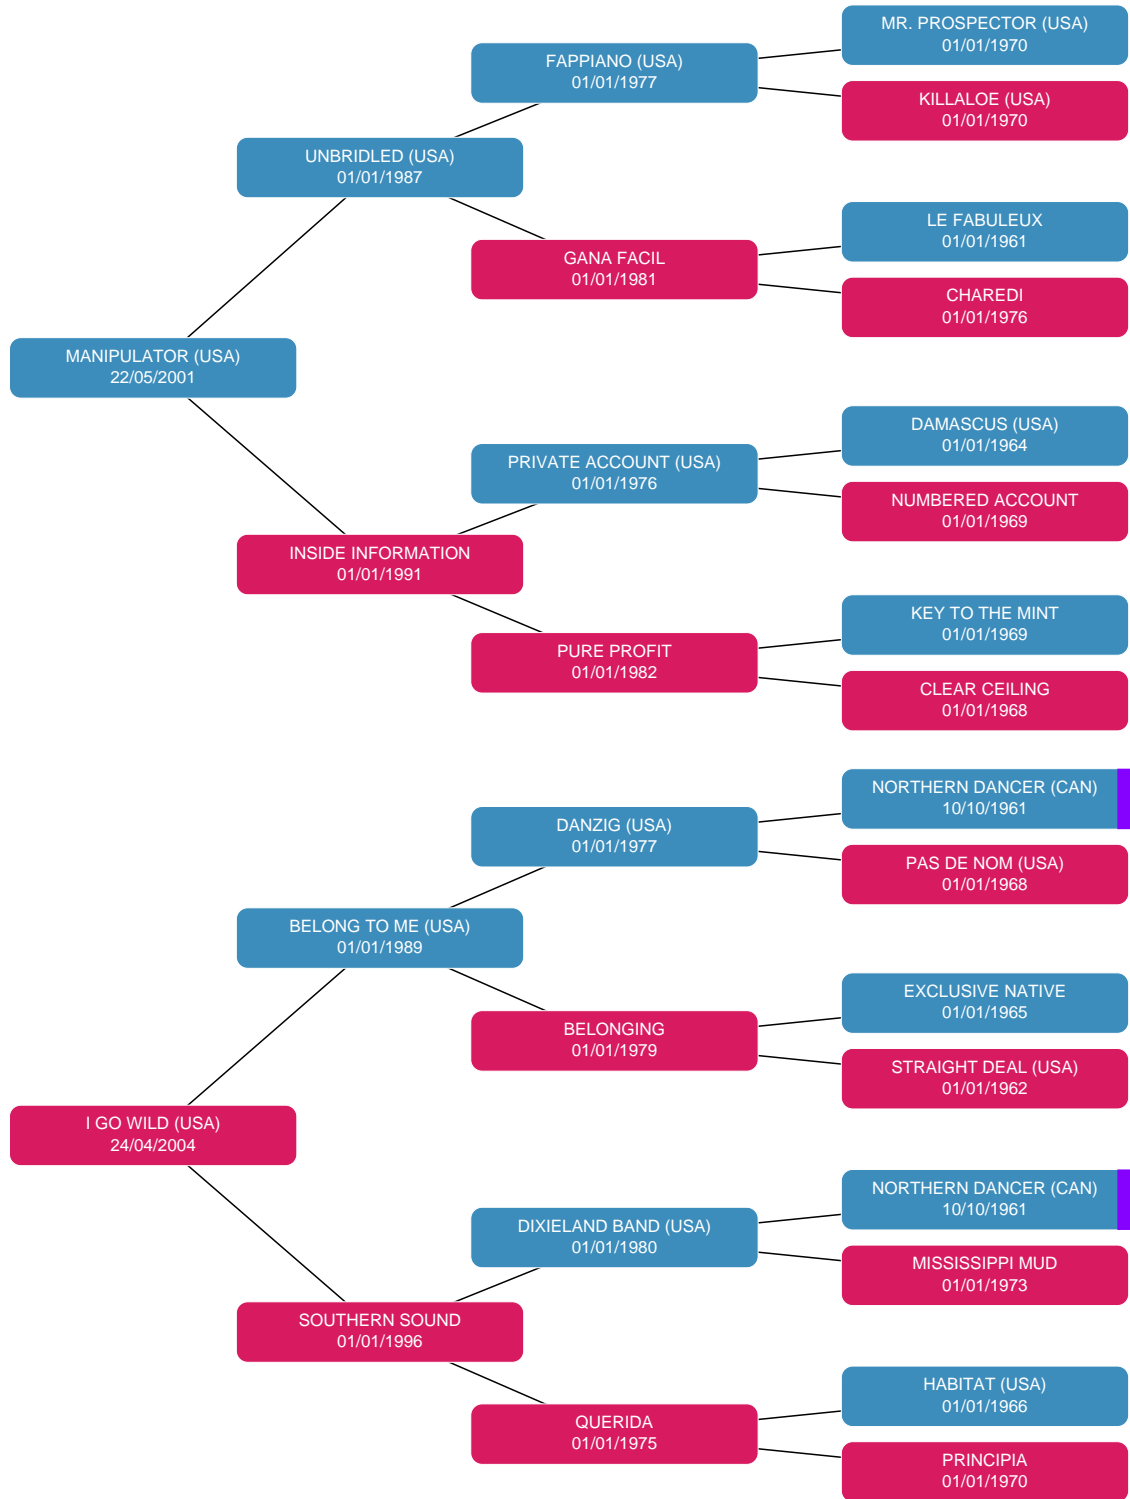 MR. PROSPECTOR (USA)
01/01/1970
FAPPIANO (USA)
01/01/1977
KILLALOE (USA)
01/01/1970
UNBRIDLED (USA)
01/01/1987
LE FABULEUX
01/01/1961
GANA FACIL
01/01/1981
CHAREDI
01/01/1976
MANIPULATOR (USA)
22/05/2001
DAMASCUS (USA)
01/01/1964
PRIVATE ACCOUNT (USA)
01/01/1976
NUMBERED ACCOUNT
01/01/1969
INSIDE INFORMATION
01/01/1991
KEY TO THE MINT
01/01/1969
PURE PROFIT
01/01/1982
CLEAR CEILING
01/01/1968
NORTHERN DANCER (CAN)
10/10/1961
DANZIG (USA)
01/01/1977
PAS DE NOM (USA)
01/01/1968
BELONG TO ME (USA)
01/01/1989
EXCLUSIVE NATIVE
01/01/1965
BELONGING
01/01/1979
STRAIGHT DEAL (USA)
01/01/1962
I GO WILD (USA)
24/04/2004
NORTHERN DANCER (CAN)
10/10/1961
DIXIELAND BAND (USA)
01/01/1980
MISSISSIPPI MUD
01/01/1973
SOUTHERN SOUND
01/01/1996
HABITAT (USA)
01/01/1966
QUERIDA
01/01/1975
PRINCIPIA
01/01/1970